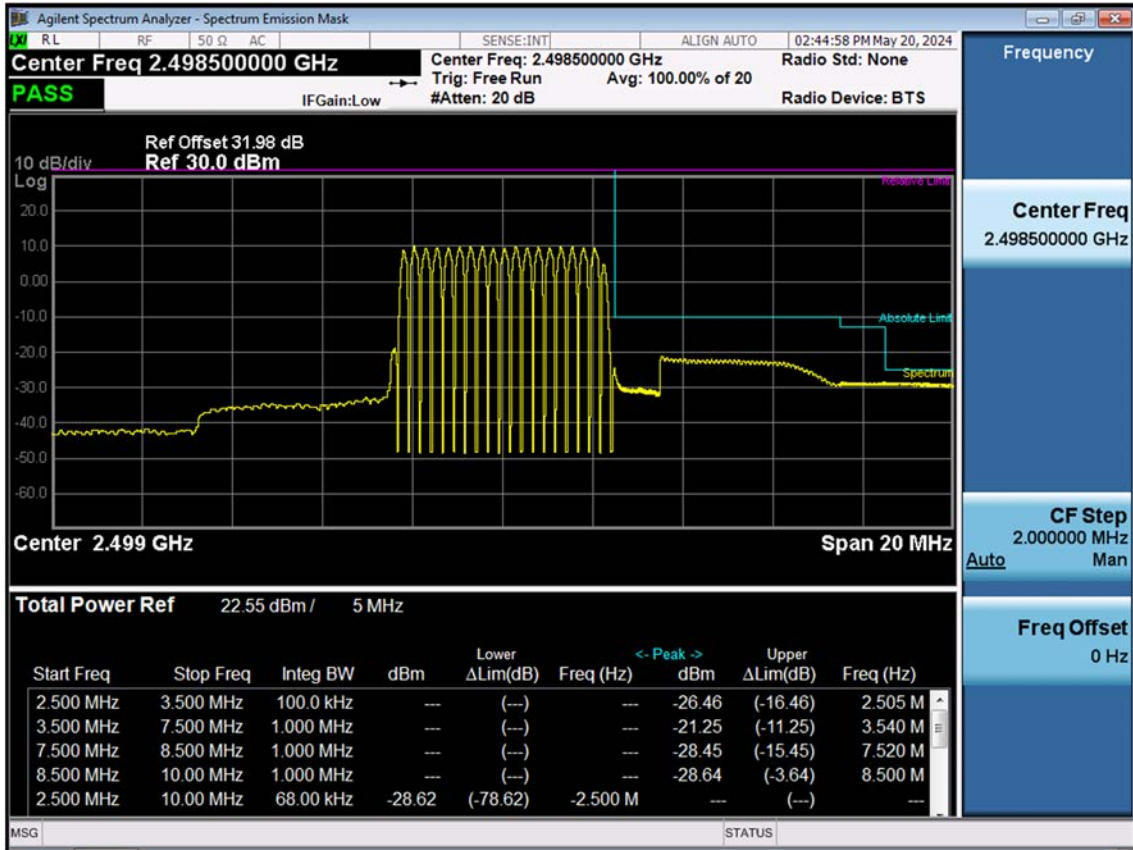 Agilent Spectrum Analyzer - Spectrum Emission Mask
LXI RL RF 50 Ω AC SENSE:INT ALIGN AUTO 02:44:58 PM May 20, 2024
Center Freq 2.498500000 GHz
Center Freq: 2.498500000 GHz Radio Std: None
Trig: Free Run Avg: 100.00% of 20
PASS IFGain:Low #Atten: 20 dB Radio Device: BTS
Ref Offset 31.98 dB
10 dB/div Ref 30.0 dBm
Log
Relative Limit
20.0
10.0
0.00
-10.0
Absolute Limit
-20.0
Spectrum
-30.0
-40.0
-50.0
-60.0
Center 2.499 GHz Span 20 MHz
Total Power Ref 22.55 dBm / 5 MHz
Lower <- Peak -> Upper
Start Freq Stop Freq Integ BW dBm ΔLim(dB) Freq (Hz) dBm ΔLim(dB) Freq (Hz)
2.500 MHz 3.500 MHz 100.0 kHz --- (---) --- -26.46 (-16.46) 2.505 M
3.500 MHz 7.500 MHz 1.000 MHz --- (---) --- -21.25 (-11.25) 3.540 M
7.500 MHz 8.500 MHz 1.000 MHz --- (---) --- -28.45 (-15.45) 7.520 M
8.500 MHz 10.00 MHz 1.000 MHz --- (---) --- -28.64 (-3.64) 8.500 M
2.500 MHz 10.00 MHz 68.00 kHz -28.62 (-78.62) -2.500 M --- (---) ---
MSG STATUS
Frequency
Center Freq
2.498500000 GHz
CF Step
2.000000 MHz
Auto Man
Freq Offset
0 Hz